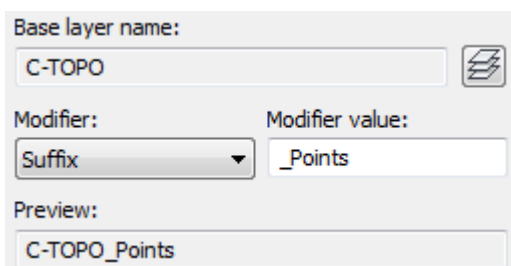 Base layer name:
C-TOPO
Modifier: Modifier value:
Suffix _Points
Preview:
C-TOPO_Points